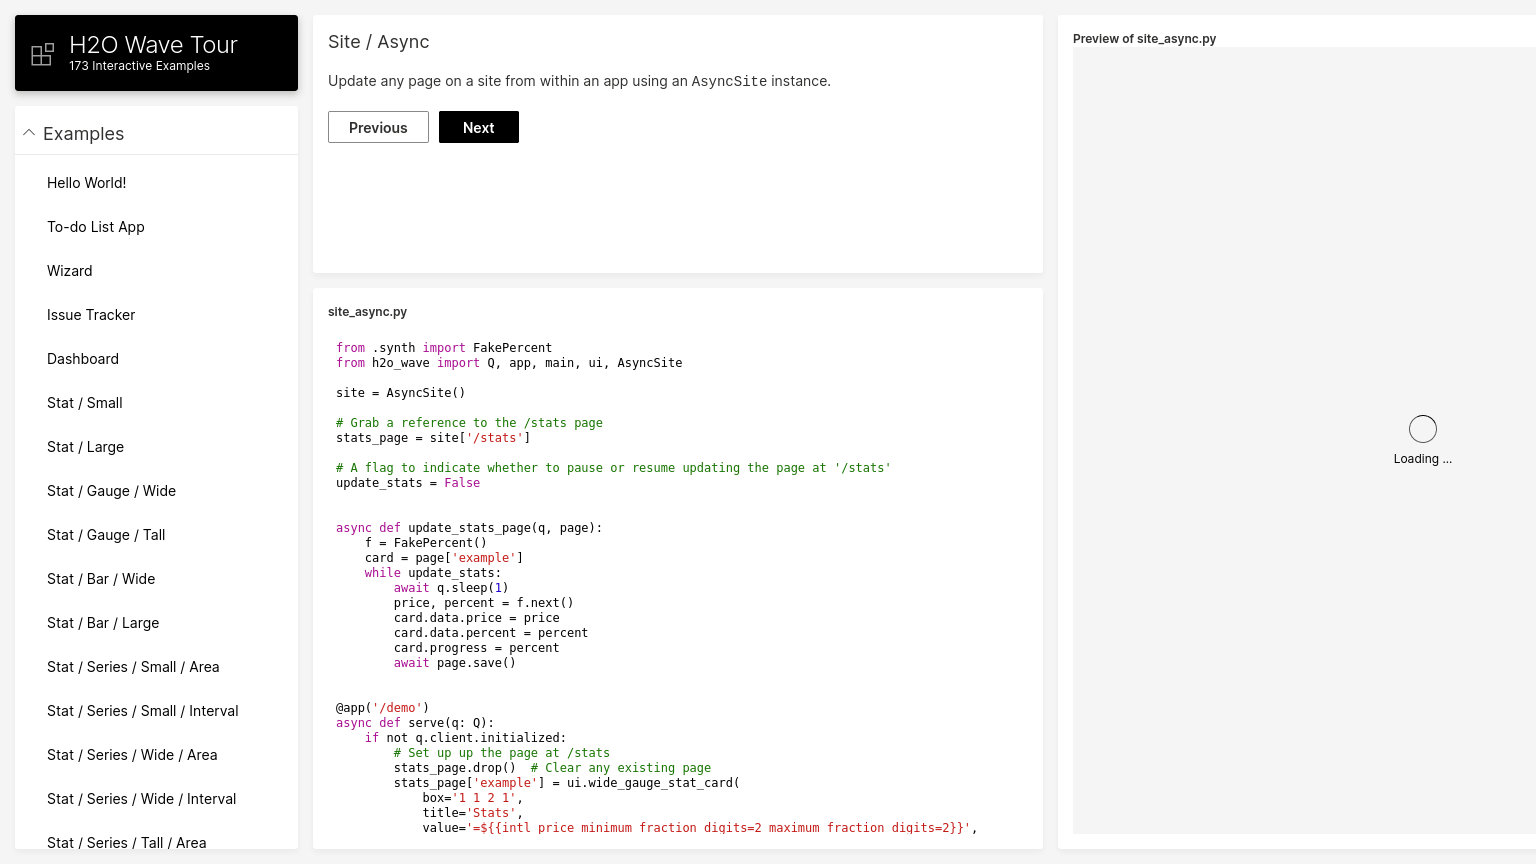 H2O Wave Tour
173 Interactive Examples
Examples
Hello World!
To-do List App
Wizard
Issue Tracker
Dashboard
Stat / Small
Stat / Large
Stat / Gauge / Wide
Stat / Gauge / Tall
Stat / Bar / Wide
Stat / Bar / Large
Stat / Series / Small / Area
Stat / Series / Small / Interval
Stat / Series / Wide / Area
Stat / Series / Wide / Interval
Stat / Series / Tall / Area
Site / Async
Update any page on a site from within an app using an AsyncSite instance.
Previous
Next
site_async.py
from .synth import FakePercent
from h2o_wave import Q, app, main, ui, AsyncSite
site = AsyncSite()
# Grab a reference to the /stats page
stats_page = site['/stats']
# A flag to indicate whether to pause or resume updating the page at '/stats'
update_stats = False
async def update_stats_page(q, page):
    f = FakePercent()
    card = page['example']
    while update_stats:
        await q.sleep(1)
        price, percent = f.next()
        card.data.price = price
        card.data.percent = percent
        card.progress = percent
        await page.save()
@app('/demo')
async def serve(q: Q):
    if not q.client.initialized:
        # Set up up the page at /stats
        stats_page.drop()  # Clear any existing page
        stats_page['example'] = ui.wide_gauge_stat_card(
            box='1 1 2 1',
            title='Stats',
            value='=${{intl price minimum_fraction_digits=2 maximum_fraction_digits=2}}',
Preview of site_async.py
Loading ...